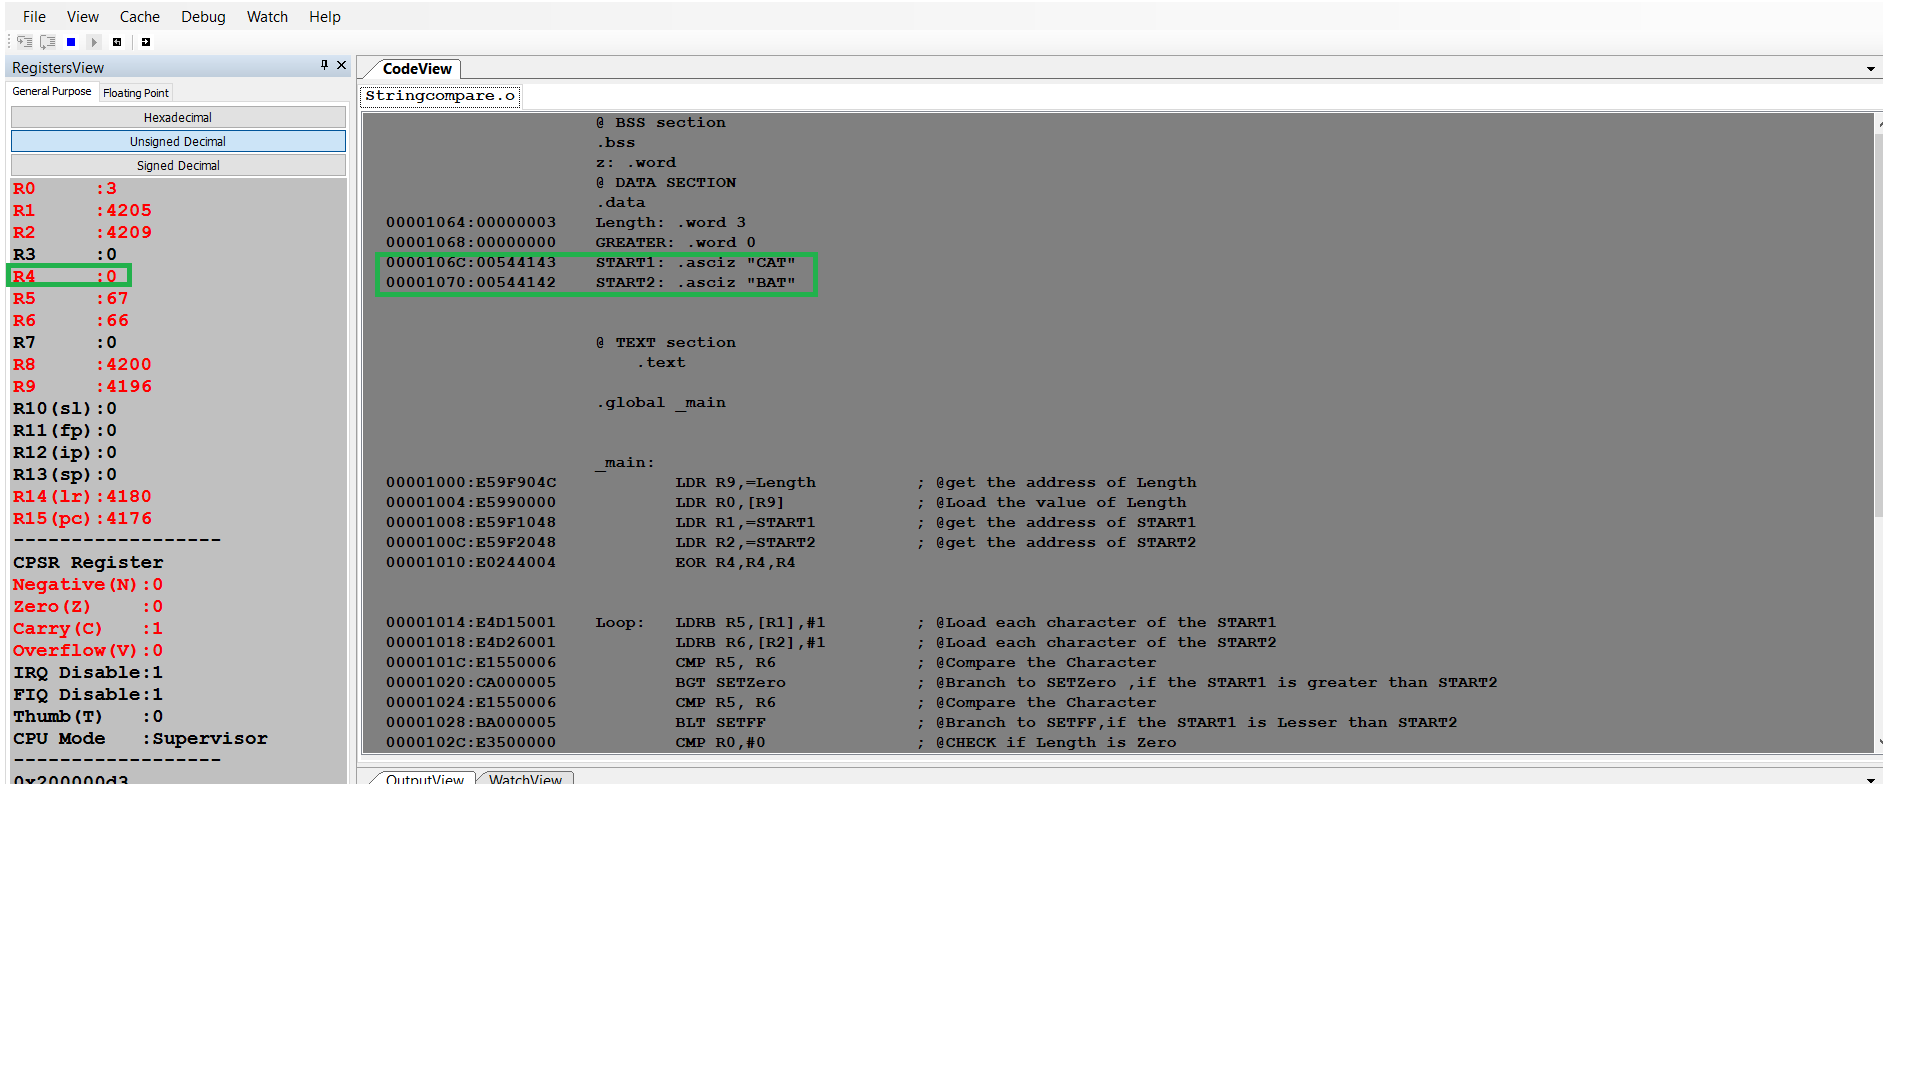 File View Cache Debug Watch Help
RegistersView
General Purpose Floating Point
Hexadecimal
Unsigned Decimal
Signed Decimal
R0 :3
R1 :4205
R2 :4209
R3 :0
R4 :0
R5 :67
R6 :66
R7 :0
R8 :4200
R9 :4196
R10(sl):0
R11(fp):0
R12(ip):0
R13(sp):0
R14(lr):4180
R15(pc):4176
------------------
CPSR Register
Negative(N):0
Zero(Z) :0
Carry(C) :1
Overflow(V):0
IRQ Disable:1
FIQ Disable:1
Thumb(T) :0
CPU Mode :Supervisor
------------------
0x200000d3
CodeView
Stringcompare.o
@ BSS section
.bss
z: .word
@ DATA SECTION
.data
00001064:00000003 Length: .word 3
00001068:00000000 GREATER: .word 0
0000106C:00544143 START1: .asciz "CAT"
00001070:00544142 START2: .asciz "BAT"
@ TEXT section
.text
.global _main
_main:
00001000:E59F904C LDR R9,=Length ; @get the address of Length
00001004:E5990000 LDR R0,[R9] ; @Load the value of Length
00001008:E59F1048 LDR R1,=START1 ; @get the address of START1
0000100C:E59F2048 LDR R2,=START2 ; @get the address of START2
00001010:E0244004 EOR R4,R4,R4
00001014:E4D15001 Loop: LDRB R5,[R1],#1 ; @Load each character of the START1
00001018:E4D26001 LDRB R6,[R2],#1 ; @Load each character of the START2
0000101C:E1550006 CMP R5, R6 ; @Compare the Character
00001020:CA000005 BGT SETZero ; @Branch to SETZero ,if the START1 is greater than START2
00001024:E1550006 CMP R5, R6 ; @Compare the Character
00001028:BA000005 BLT SETFF ; @Branch to SETFF,if the START1 is Lesser than START2
0000102C:E3500000 CMP R0,#0 ; @CHECK if Length is Zero
OutputView WatchView